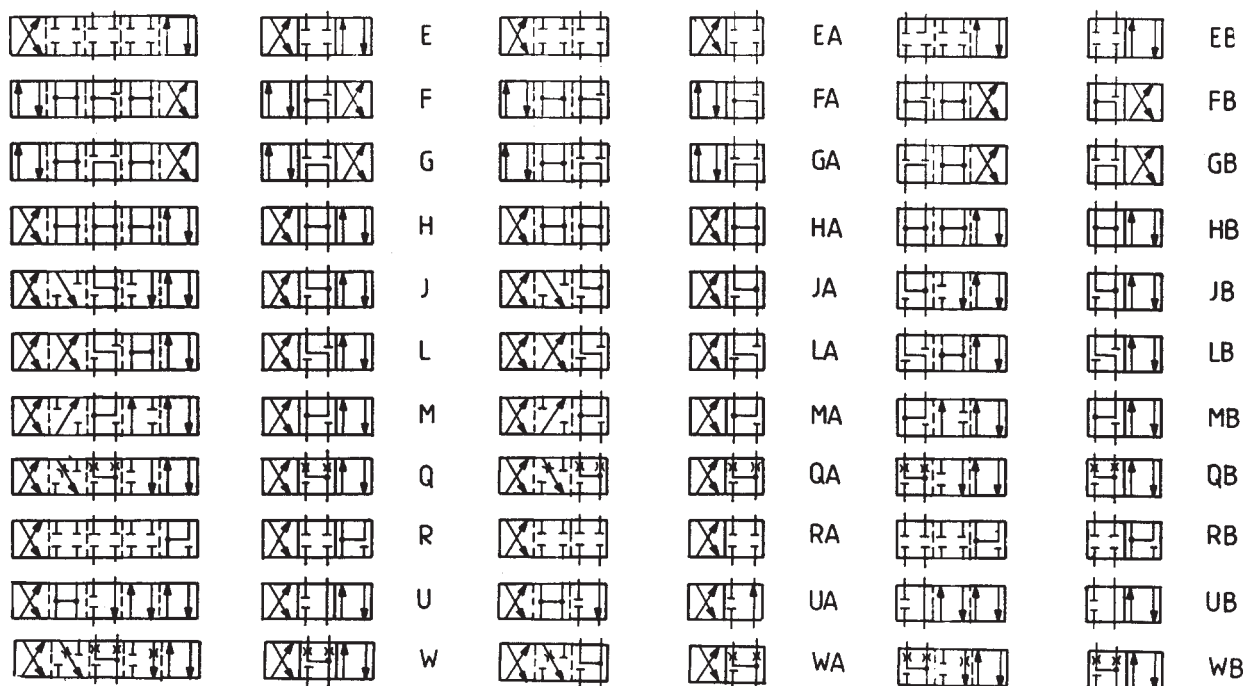 E EA EB
F FA FB
G GA GB
H HA HB
J JA JB
L LA LB
M MA MB
Q QA QB
R RA RB
U UA UB
W WA WB